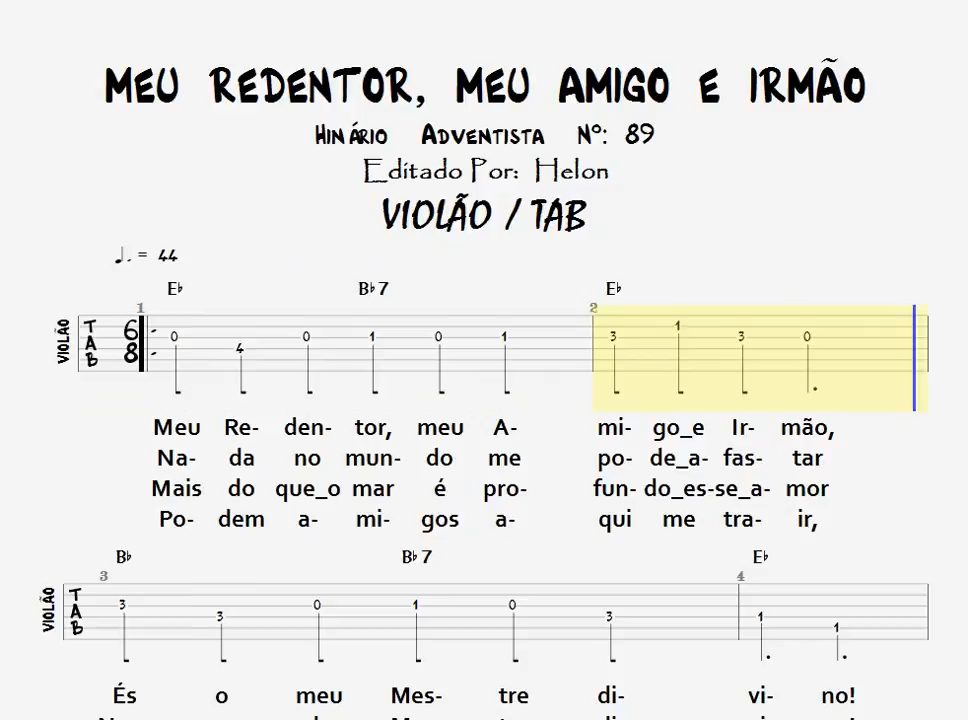 MEU REDENTOR, MEU AMIGO E IRMÃO
HINÁRIO ADVENTISTA Nº: 89
Editado Por: Helon
VIOLÃO / TAB
♩. = 44
E♭ B♭7 E♭
1 2
VIOLÃO TAB 6/8 0 4 0 1 0 1 3 1 3 0
Meu Re- den- tor, meu A- mi- go_e Ir- mão,
Na- da no mun- do me po- de_a- fas- tar
Mais do que_o mar é pro- fun- do_es-se_a- mor
Po- dem a- mi- gos a- qui me tra- ir,
B♭ B♭7 E♭
3 4
VIOLÃO TAB 3 3 0 1 0 3 1 1
És o meu Mes- tre di- vi- no!